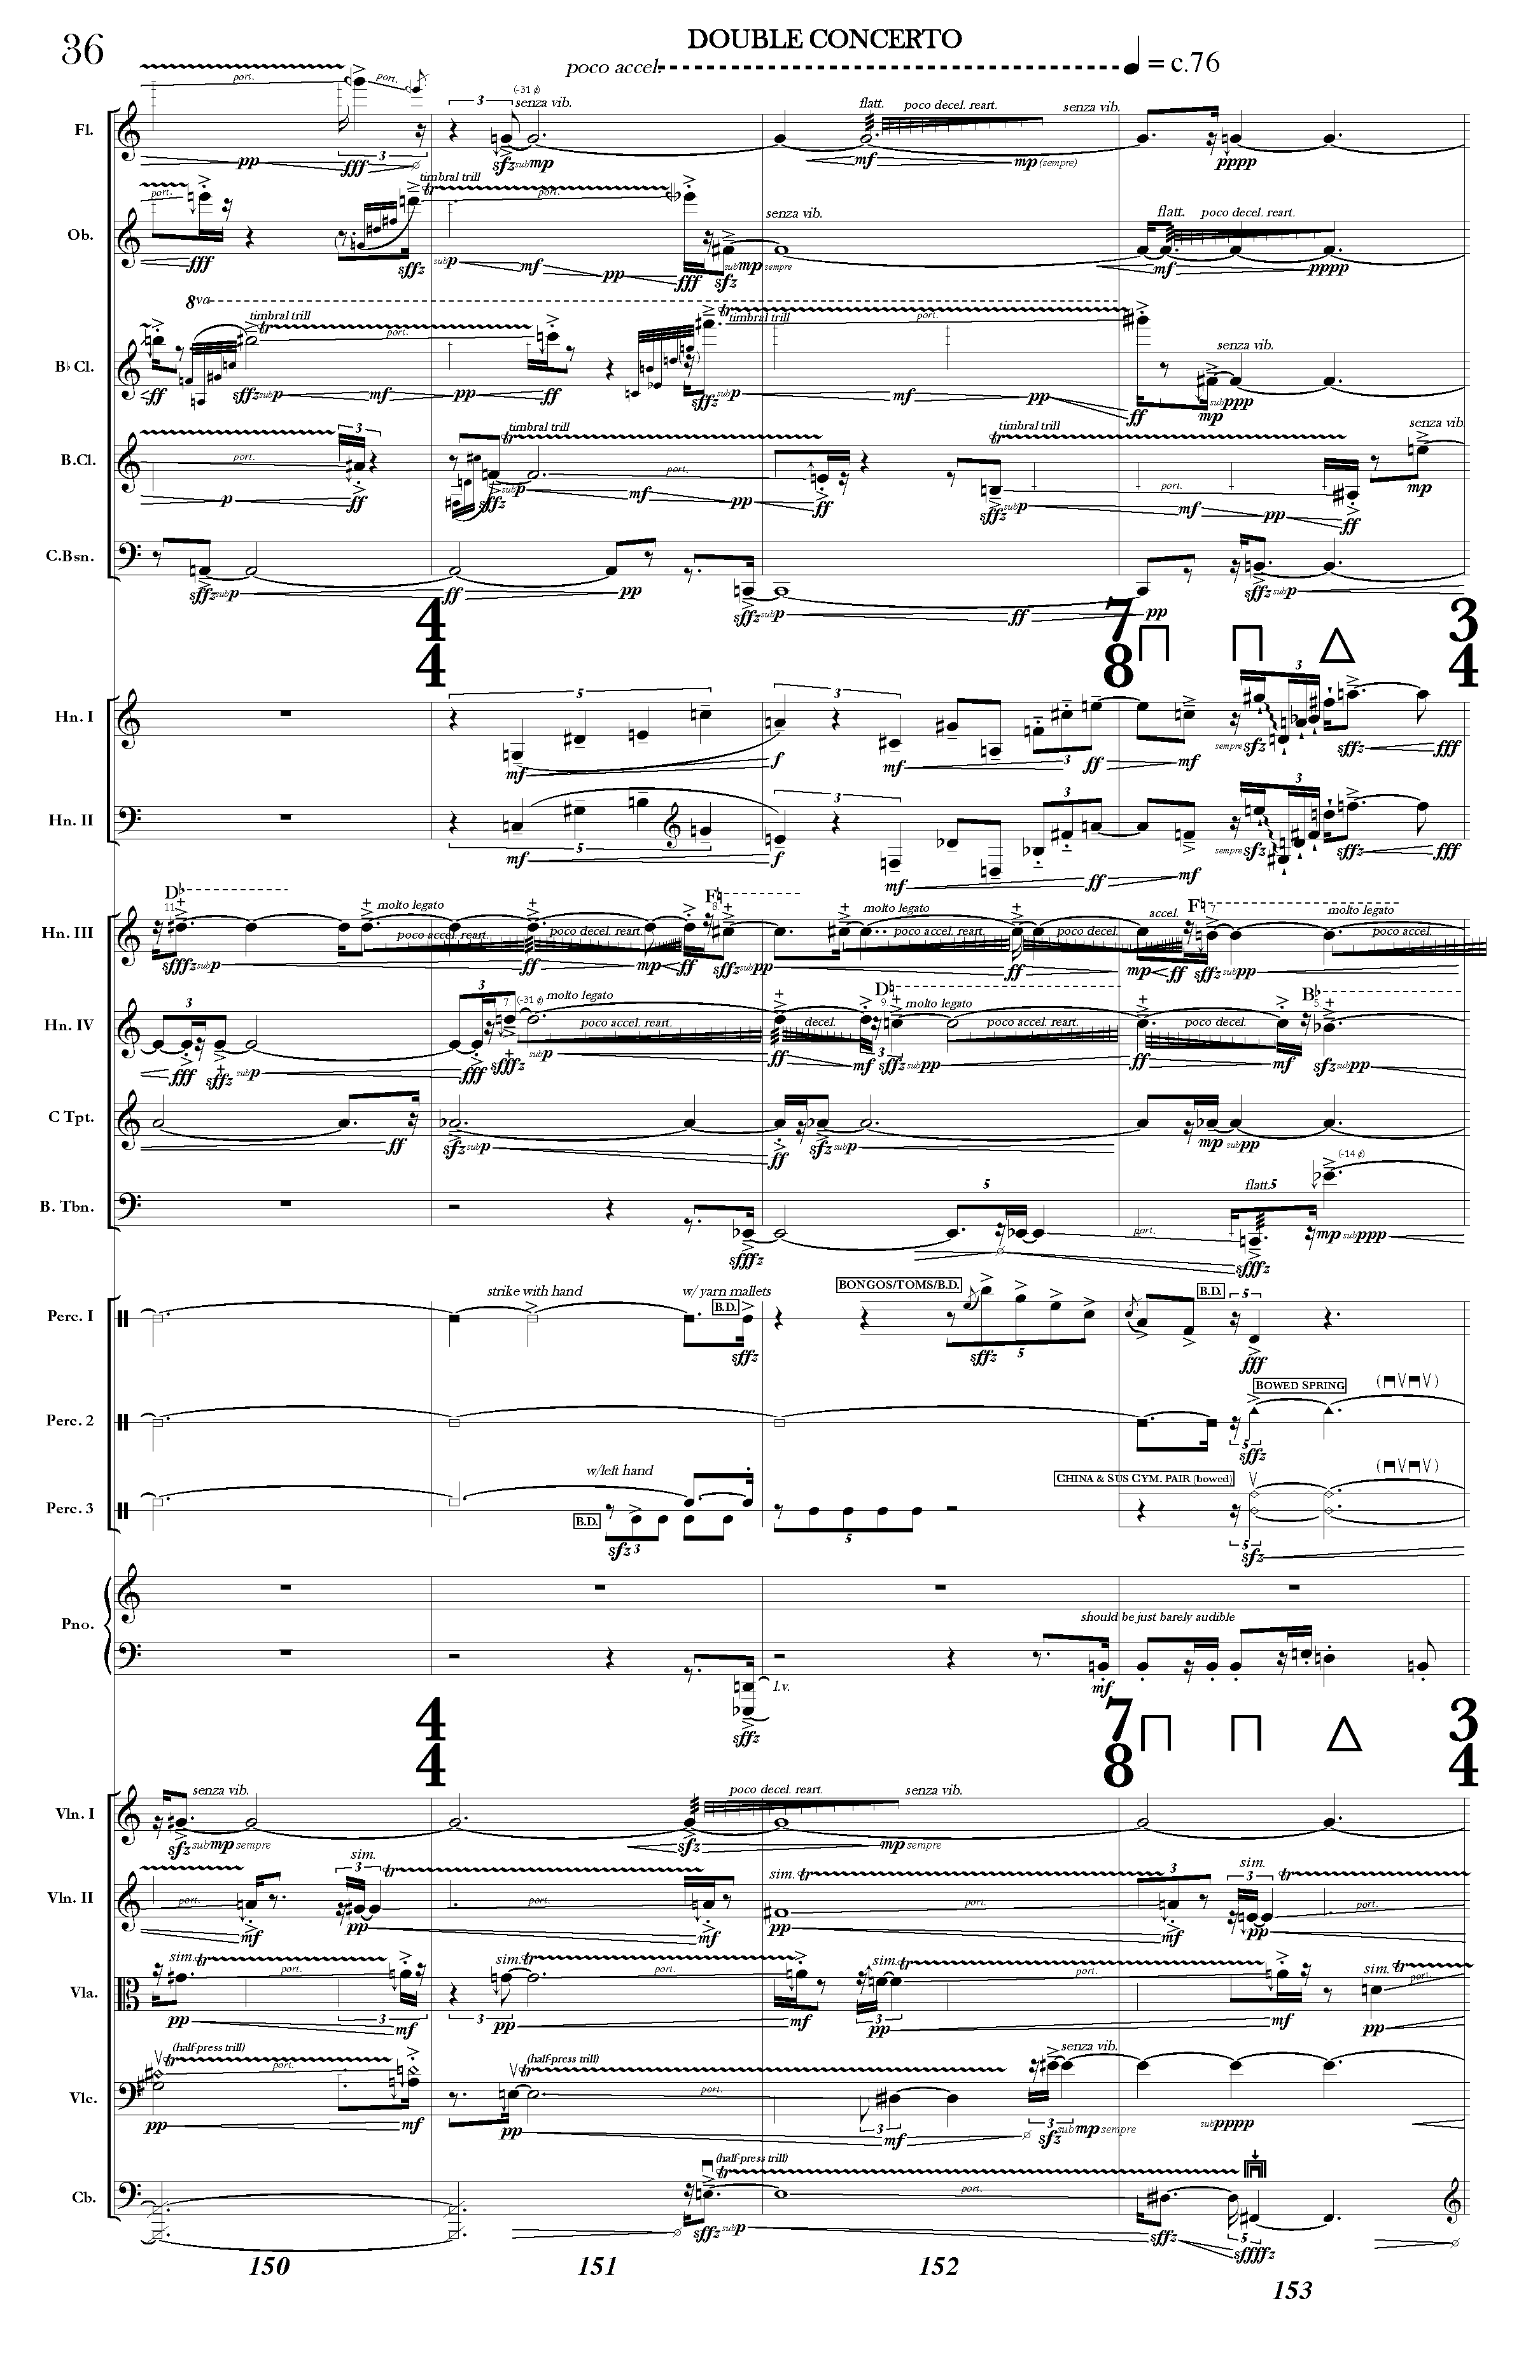 36
DOUBLE CONCERTO
poco accel. = c.76
port. port. (-31 ¢) senza vib. flatt. poco decel. reart. senza vib.
Fl. 3 3
pp fff sfz sub mp mf mp (sempre) pppp
port. timbral trill port. senza vib. flatt. poco decel. reart.
Ob.
fff sffz sub p mf pp fff sfz sub mp sempre mf pppp
8va
timbral trill port. timbral trill port. senza vib.
B♭ Cl.
ff sffz sub p mf pp ff sffz sub p mf pp ff mp sub ppp
port. 3 timbral trill port. timbral trill port. senza vib.
B.Cl.
p ff sffz sub p mf pp ff sffz sub p mf pp ff mp
C.Bsn.
sffz sub p ff pp sffz sub p ff pp sffz sub p
4 4 7 8 3 4
Hn. I 5 3 3 3
mf f mf ff mf sempre sfz sffz fff
Hn. II 5 3 3 3
mf f mf ff mf sempre sfz sffz fff
D♭ 11. molto legato poco accel. reart. poco decel. reart. F♮ 8. molto legato poco accel. reart. poco decel. accel. F♮ 7. molto legato poco accel.
Hn. III
sfffz sub p ff mp ff sffz sub pp ff mp ff sffz sub pp
3 3 7. (-31 ¢) molto legato poco accel. reart. decel. D♮ 9. molto legato poco accel. reart. poco decel. B♭ 5.
Hn. IV
fff sffz sub p fff sfffz sub p ff mf 3 sffz sub pp ff mf sfz sub pp
C Tpt.
ff sfz sub p ff sfz sub p mp sub pp
B. Tbn. 5 port. flatt. 5 (-14 ¢)
sfffz sfffz mp sub ppp
strike with hand w/ yarn mallets B.D. BONGOS/TOMS/B.D. B.D. 5
Perc. I
sffz sffz 5 fff
BOWED SPRING
Perc. 2
5 sffz
w/left hand CHINA & SUS CYM. PAIR (bowed)
Perc. 3
B.D. sfz 3 5 5 sfz
Pno.
should be just barely audible
l.v. mf
sffz
4 4 7 8 3 4
senza vib. poco decel. reart. senza vib.
Vln. I
sfz sub mp sempre sfz mp sempre
port. 3 sim. tr port. sim. tr port. 3 3 sim. tr port.
Vln. II
mf pp mf pp mf pp
sim. tr port. sim. tr port. sim. tr port. sim. tr port.
Vla.
pp 3 mf 3 pp mf 3 pp mf pp
(half-press trill) tr port. (half-press trill) tr port. senza vib.
Vlc.
pp mf pp 3 mf 3 sfz sub mp sempre sub pppp
(half-press trill) tr port.
Cb.
sffz sub p sffz 5 sffffz
150 151 152
153